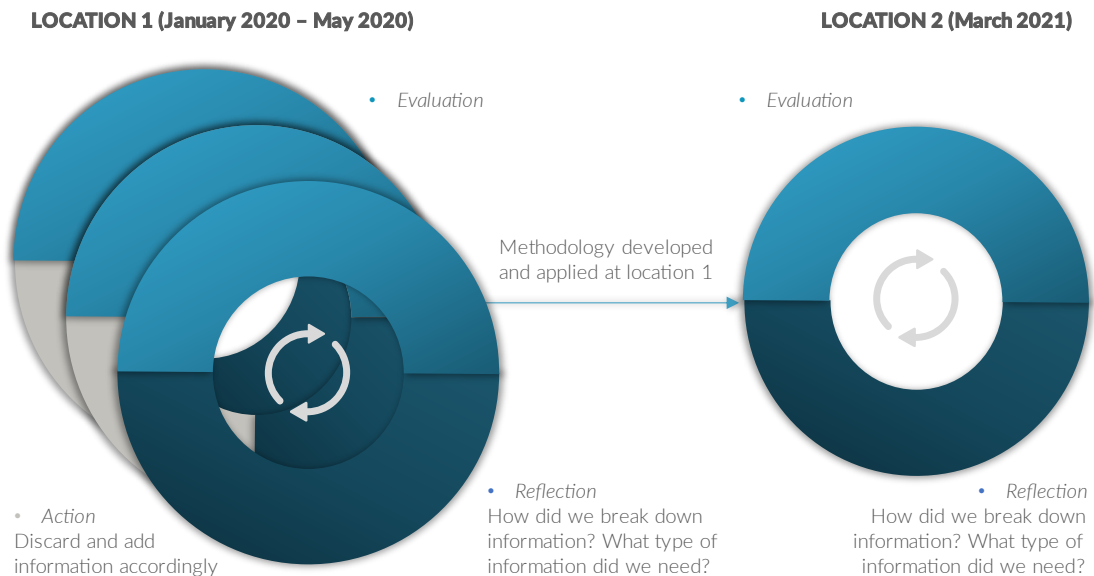 LOCATION 1 (January 2020 – May 2020)
LOCATION 2 (March 2021)
• Evaluation
• Evaluation
Methodology developed
and applied at location 1
• Action
Discard and add
information accordingly
• Reflection
How did we break down
information? What type of
information did we need?
• Reflection
How did we break down
information? What type of
information did we need?